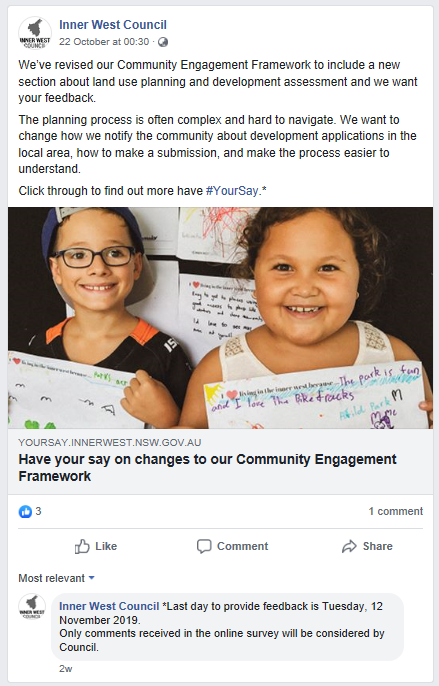 Inner West Council
INNER WEST
COUNCIL
22 October at 00:30 ·
We've revised our Community Engagement Framework to include a new
section about land use planning and development assessment and we want
your feedback.
The planning process is often complex and hard to navigate. We want to
change how we notify the community about development applications in the
local area, how to make a submission, and make the process easier to
understand.
Click through to find out more have #YourSay.*
I living in the inner west because... The park is fun
and I love the bike tracks
YOURSAY.INNERWEST.NSW.GOV.AU
Have your say on changes to our Community Engagement
Framework
3
1 comment
Like
Comment
Share
Most relevant
INNER WEST
COUNCIL
Inner West Council *Last day to provide feedback is Tuesday, 12
November 2019.
Only comments received in the online survey will be considered by
Council.
2w